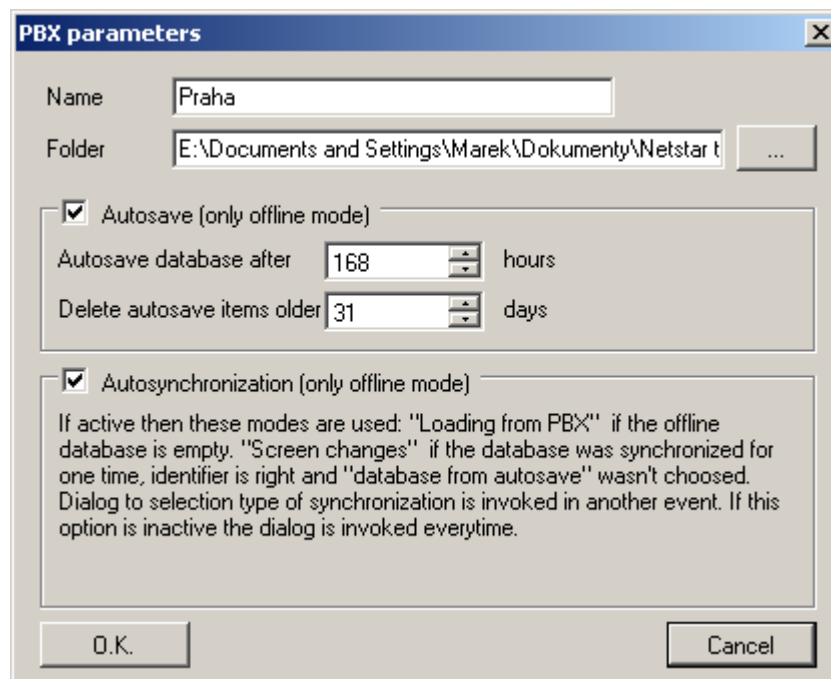 PBX parameters
Name Praha
Folder E:\Documents and Settings\Marek\Dokumenty\Netstar t ...
Autosave (only offline mode)
Autosave database after 168 hours
Delete autosave items older 31 days
Autosynchronization (only offline mode)
If active then these modes are used: "Loading from PBX" if the offline
database is empty. "Screen changes" if the database was synchronized for
one time, identifier is right and "database from autosave" wasn't choosed.
Dialog to selection type of synchronization is invoked in another event. If this
option is inactive the dialog is invoked everytime.
O.K. Cancel